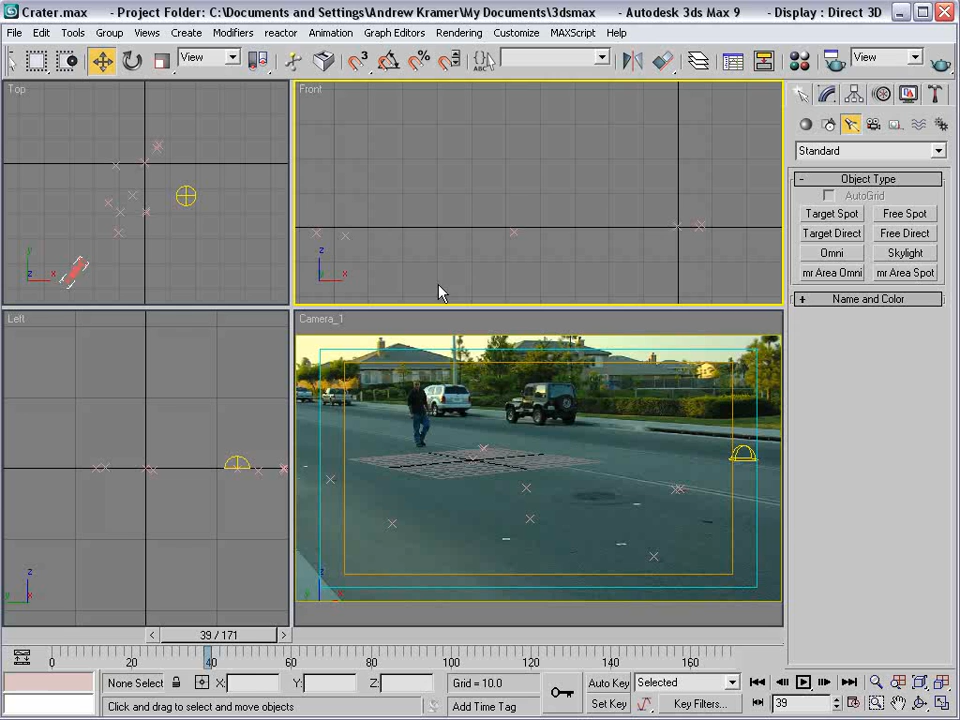 Crater.max - Project Folder: C:\Documents and Settings\Andrew Kramer\My Documents\3dsmax - Autodesk 3ds Max 9 - Display : Direct 3D
File Edit Tools Group Views Create Modifiers reactor Animation Graph Editors Rendering Customize MAXScript Help
View View
Top
Front
Standard
- Object Type
AutoGrid
Target Spot Free Spot
Target Direct Free Direct
Omni Skylight
mr Area Omni mr Area Spot
+ Name and Color
z x y
z x
Left
Camera_1
z y x
z y x
< 39 / 171 >
0 20 40 60 80 100 120 140 160
None Select X: Y: Z: Grid = 10.0 Auto Key Selected
Click and drag to select and move objects Add Time Tag Set Key Key Filters... 39